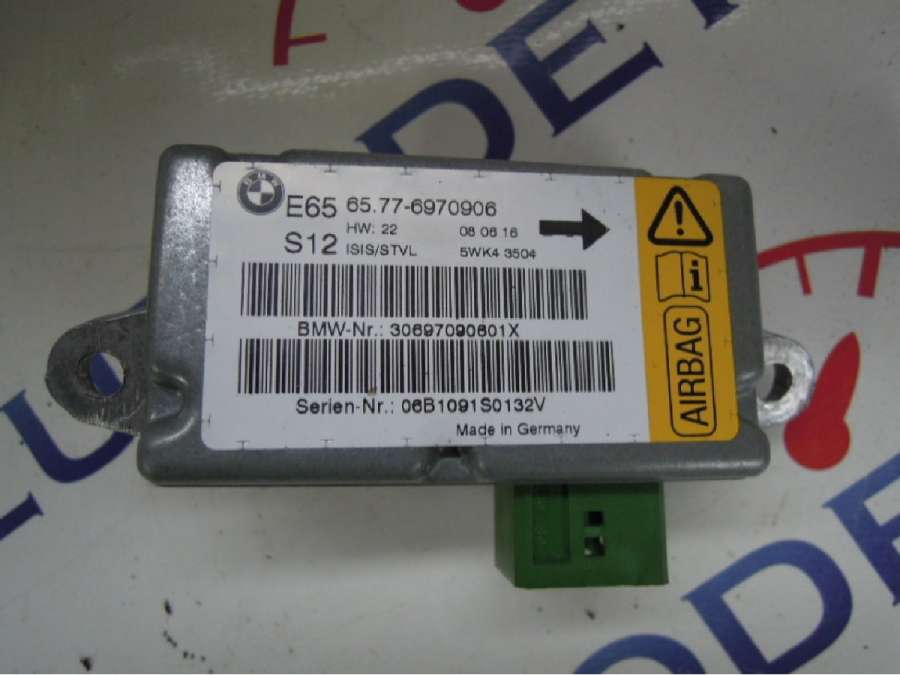 BMW
E65 65.77-6970906
HW: 22 08 06 16
S12 ISIS/STVL 5WK4 3504
BMW-Nr.: 30697090601X
Serien-Nr.: 06B1091S0132V
Made in Germany
i
AIRBAG